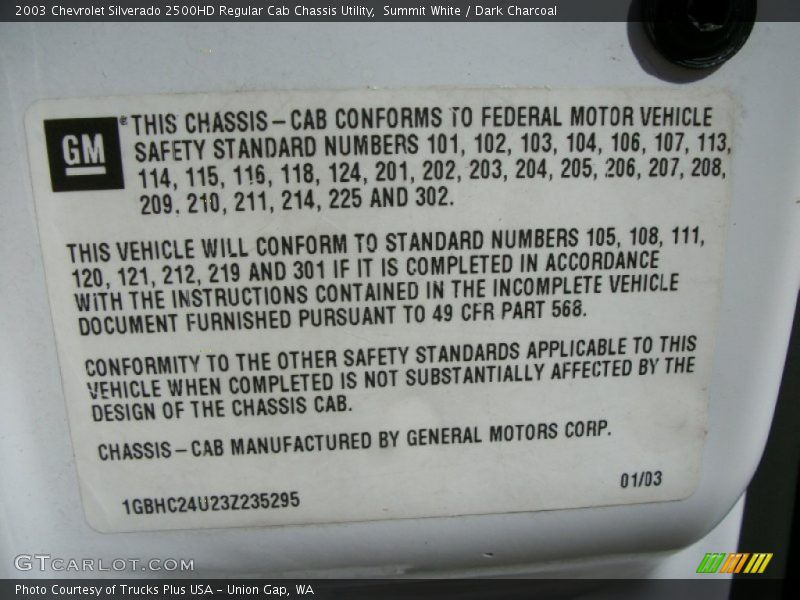 2003 Chevrolet Silverado 2500HD Regular Cab Chassis Utility,  Summit White / Dark Charcoal
GM
® THIS CHASSIS-CAB CONFORMS TO FEDERAL MOTOR VEHICLE
SAFETY STANDARD NUMBERS 101, 102, 103, 104, 106, 107, 113,
114, 115, 116, 118, 124, 201, 202, 203, 204, 205, 206, 207, 208,
209, 210, 211, 214, 225 AND 302.
THIS VEHICLE WILL CONFORM TO STANDARD NUMBERS 105, 108, 111,
120, 121, 212, 219 AND 301 IF IT IS COMPLETED IN ACCORDANCE
WITH THE INSTRUCTIONS CONTAINED IN THE INCOMPLETE VEHICLE
DOCUMENT FURNISHED PURSUANT TO 49 CFR PART 568.
CONFORMITY TO THE OTHER SAFETY STANDARDS APPLICABLE TO THIS
VEHICLE WHEN COMPLETED IS NOT SUBSTANTIALLY AFFECTED BY THE
DESIGN OF THE CHASSIS CAB.
CHASSIS-CAB MANUFACTURED BY GENERAL MOTORS CORP.
01/03
1GBHC24U23Z235295
GTCARLOT.COM
Photo Courtesy of Trucks Plus USA - Union Gap, WA